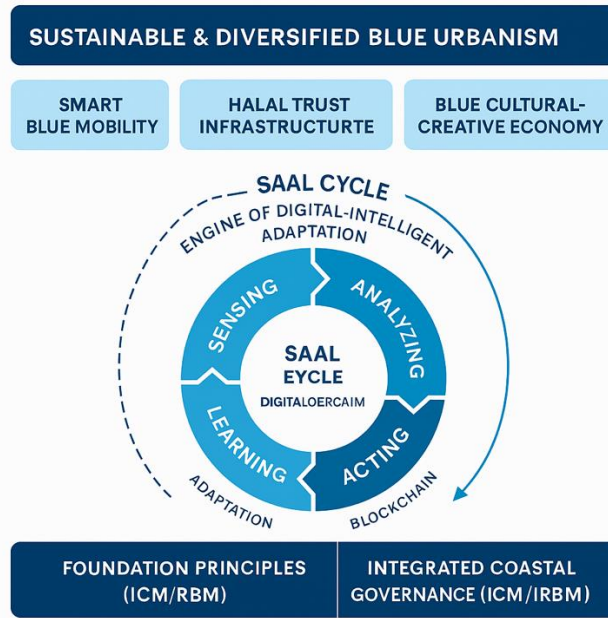 SUSTAINABLE & DIVERSIFIED BLUE URBANISM
SMART
BLUE MOBILITY
HALAL TRUST
INFRASTRUCTURTE
BLUE CULTURAL-
CREATIVE ECONOMY
SAAL CYCLE
ENGINE OF DIGITAL-INTELLIGENT
ADAPTATION
SENSING
ANALYZING
SAAL
EYCLE
DIGITALOERCAIM
LEARNING
ACTING
ADAPTATION
BLOCKCHAIN
FOUNDATION PRINCIPLES
(ICM/RBM)
INTEGRATED COASTAL
GOVERNANCE (ICM/IRBM)